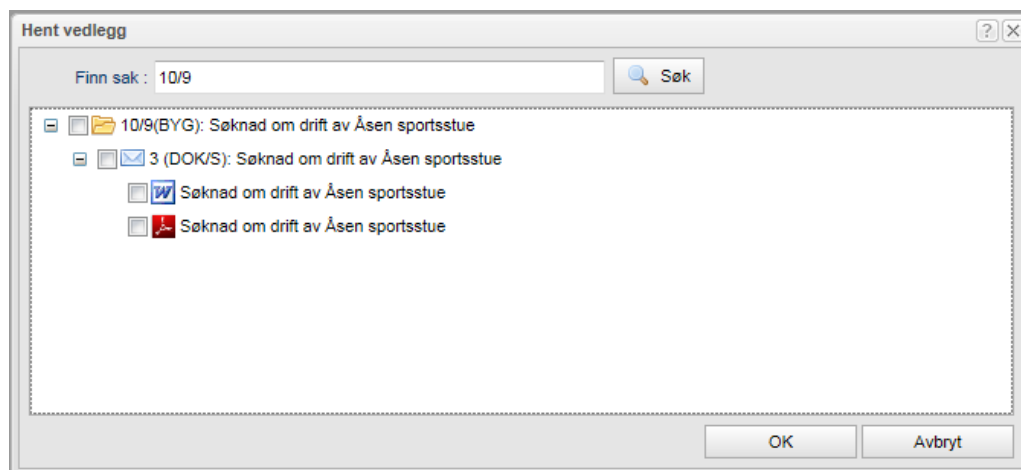 Hent vedlegg
Finn sak : 10/9 Søk
10/9(BYG): Søknad om drift av Åsen sportsstue
3 (DOK/S): Søknad om drift av Åsen sportsstue
Søknad om drift av Åsen sportsstue
Søknad om drift av Åsen sportsstue
OK Avbryt